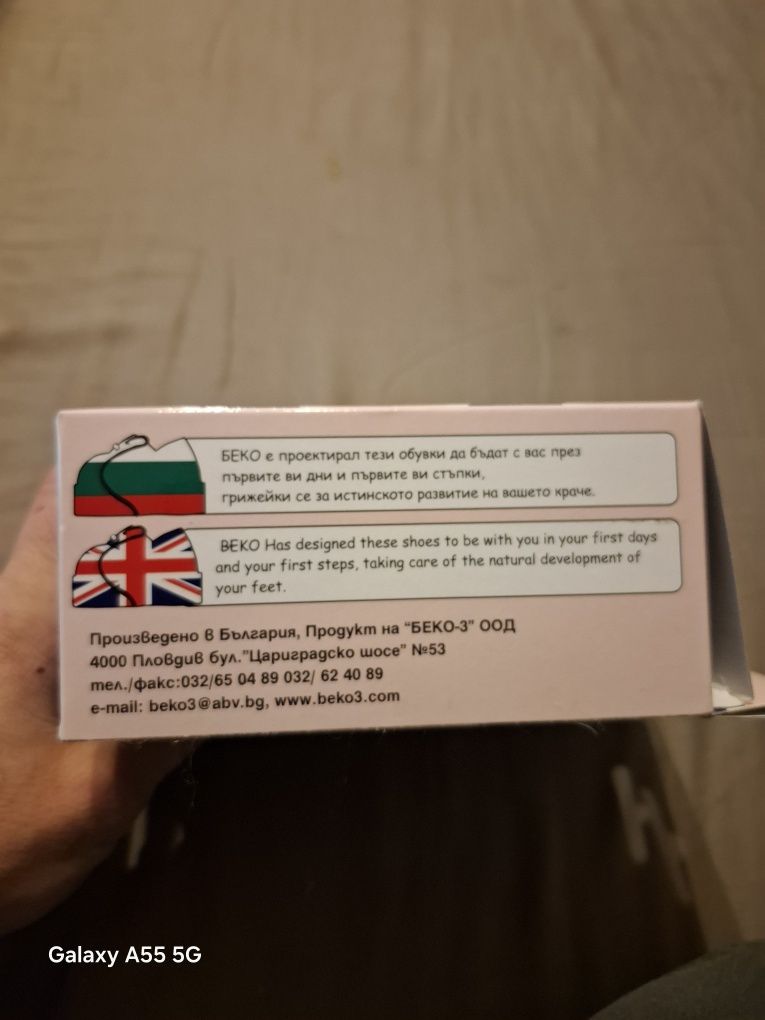 БЕКО е проектирал тези обувки да бъдат с вас през
първите ви дни и първите ви стъпки,
грижейки се за истинското развитие на вашето краче.
BEKO Has designed these shoes to be with you in your first days
and your first steps, taking care of the natural development of
your feet.
Произведено в България, Продукт на "БЕКО-3" ООД
4000 Пловдив бул."Цариградско шосе" №53
тел./факс:032/65 04 89 032/ 62 40 89
e-mail: beko3@abv.bg, www.beko3.com
Galaxy A55 5G